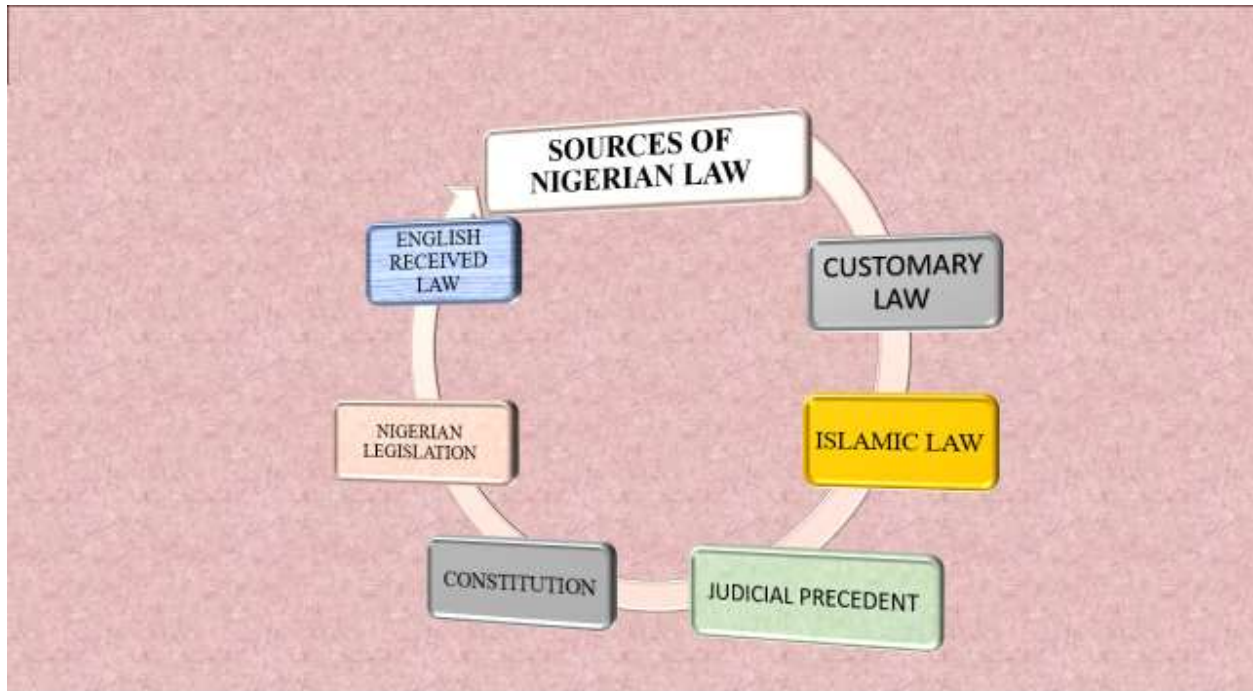 SOURCES OF
NIGERIAN LAW
CUSTOMARY
LAW
ISLAMIC LAW
JUDICIAL PRECEDENT
CONSTITUTION
NIGERIAN
LEGISLATION
ENGLISH
RECEIVED
LAW